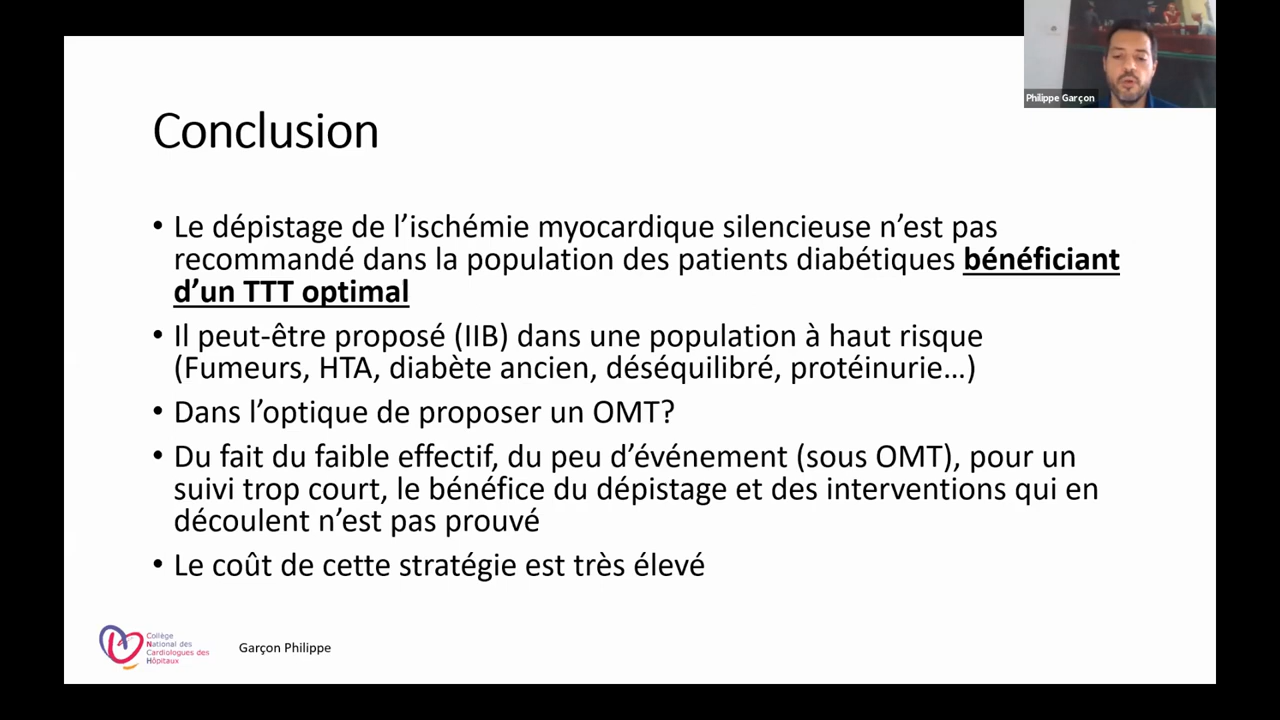 Philippe Garçon
Conclusion
• Le dépistage de l’ischémie myocardique silencieuse n’est pas
recommandé dans la population des patients diabétiques bénéficiant
d’un TTT optimal
• Il peut-être proposé (IIB) dans une population à haut risque
(Fumeurs, HTA, diabète ancien, déséquilibré, protéinurie…)
• Dans l’optique de proposer un OMT?
• Du fait du faible effectif, du peu d’événement (sous OMT), pour un
suivi trop court, le bénéfice du dépistage et des interventions qui en
découlent n’est pas prouvé
• Le coût de cette stratégie est très élevé
Collège
National des
Cardiologues des
Hôpitaux
Garçon Philippe